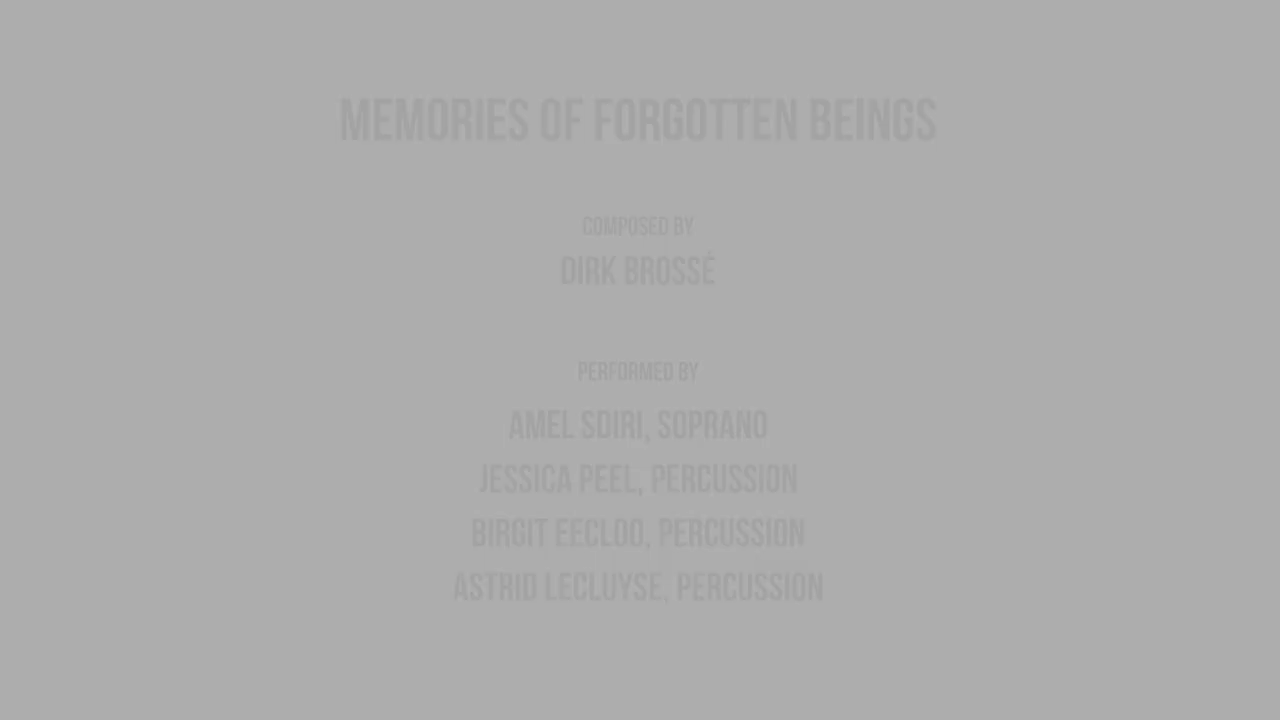 MEMORIES OF FORGOTTEN BEINGS
COMPOSED BY
DIRK BROSSÉ
PERFORMED BY
AMEL SDIRI, SOPRANO
JESSICA PEEL, PERCUSSION
BIRGIT EECLOO, PERCUSSION
ASTRID LECLUYSE, PERCUSSION